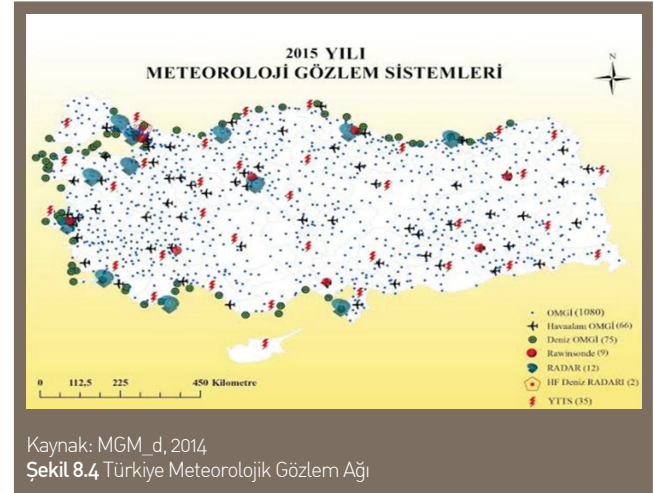 2015 YILI
METEOROLOJİ GÖZLEM SİSTEMLERİ
N
OMGİ (1080)
Havaalanı OMGİ (66)
Deniz OMGİ (75)
Rawinsonde (9)
RADAR (12)
HF Deniz RADARI (2)
YTTS (35)
0 112,5 225 450 Kilometre
Kaynak: MGM_d, 2014
Şekil 8.4 Türkiye Meteorolojik Gözlem Ağı